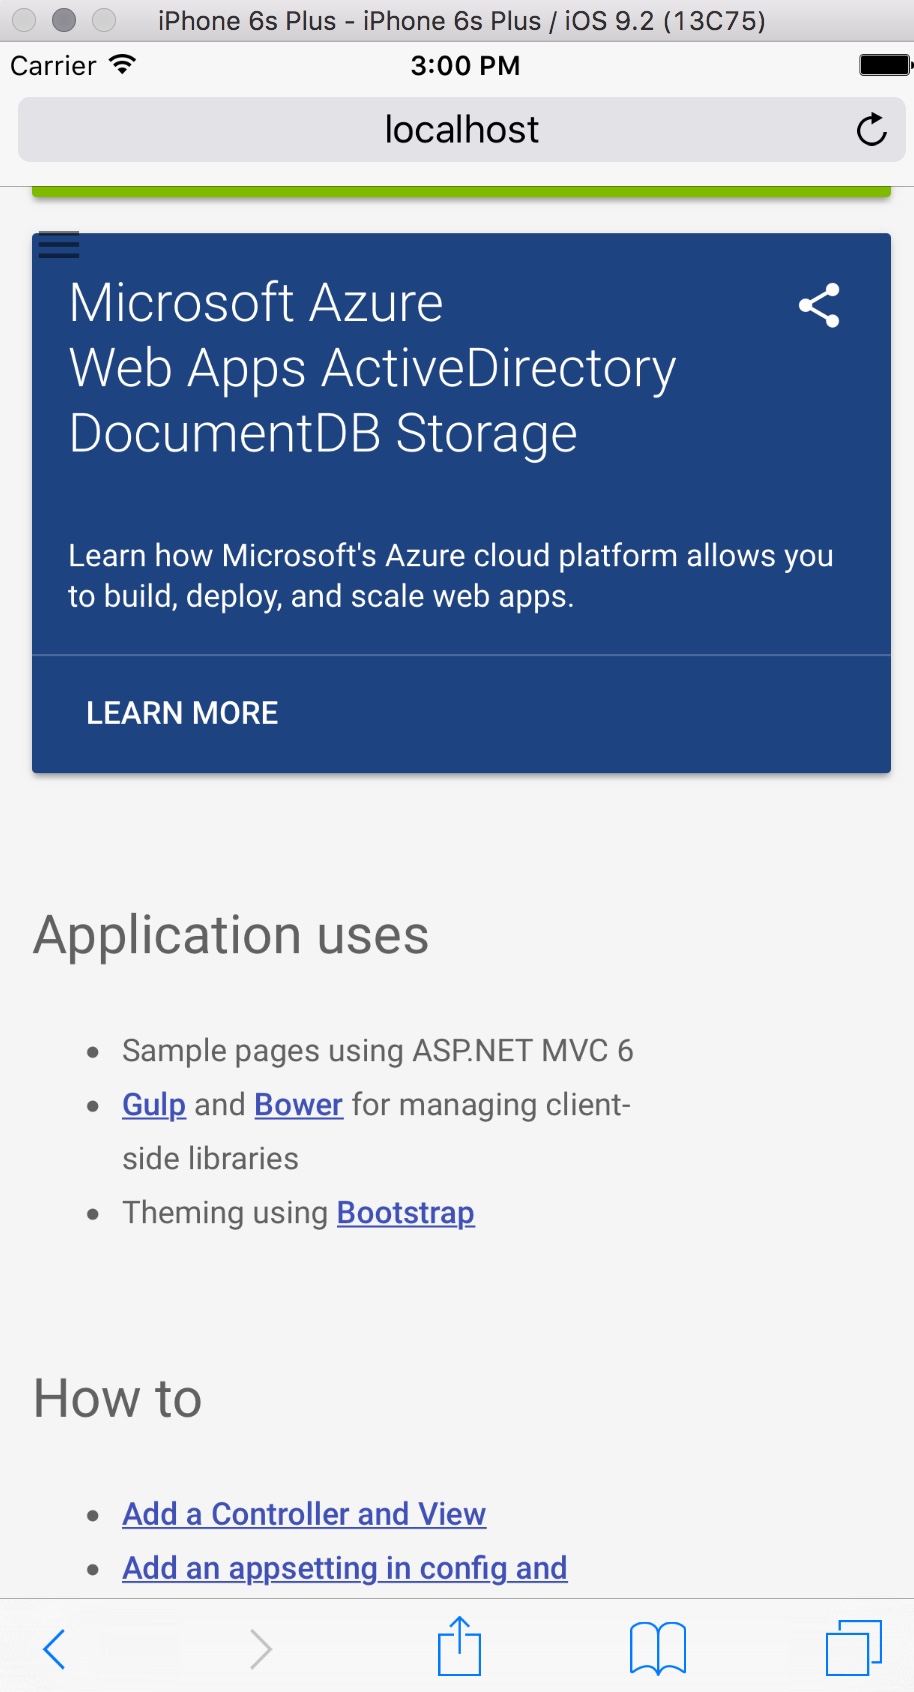 iPhone 6s Plus - iPhone 6s Plus / iOS 9.2 (13C75)
Carrier 3:00 PM
localhost
Microsoft Azure
Web Apps ActiveDirectory
DocumentDB Storage
Learn how Microsoft's Azure cloud platform allows you
to build, deploy, and scale web apps.
LEARN MORE
Application uses
Sample pages using ASP.NET MVC 6
Gulp and Bower for managing client-
side libraries
Theming using Bootstrap
How to
Add a Controller and View
Add an appsetting in config and